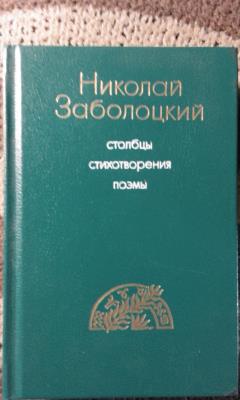 Николай
Заболоцкий
столбцы
стихотворения
поэмы